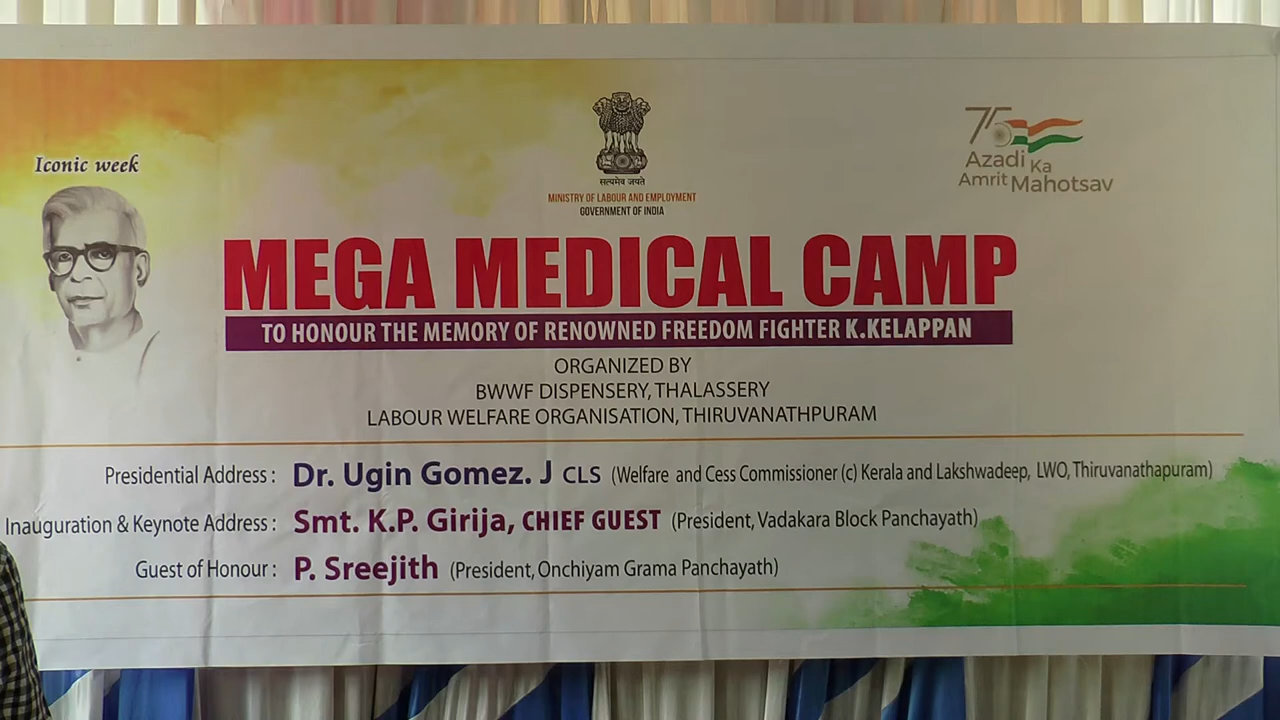 Iconic week
सत्यमेव जयते
MINISTRY OF LABOUR AND EMPLOYMENT
GOVERNMENT OF INDIA
75
Azadi Ka
Amrit Mahotsav
MEGA MEDICAL CAMP
TO HONOUR THE MEMORY OF RENOWNED FREEDOM FIGHTER K.KELAPPAN
ORGANIZED BY
BWWF DISPENSERY, THALASSERY
LABOUR WELFARE ORGANISATION, THIRUVANATHPURAM
Presidential Address : Dr. Ugin Gomez. J CLS (Welfare and Cess Commissioner (c) Kerala and Lakshwadeep, LWO, Thiruvanathapuram)
Inauguration & Keynote Address : Smt. K.P. Girija, CHIEF GUEST (President, Vadakara Block Panchayath)
Guest of Honour : P. Sreejith (President, Onchiyam Grama Panchayath)